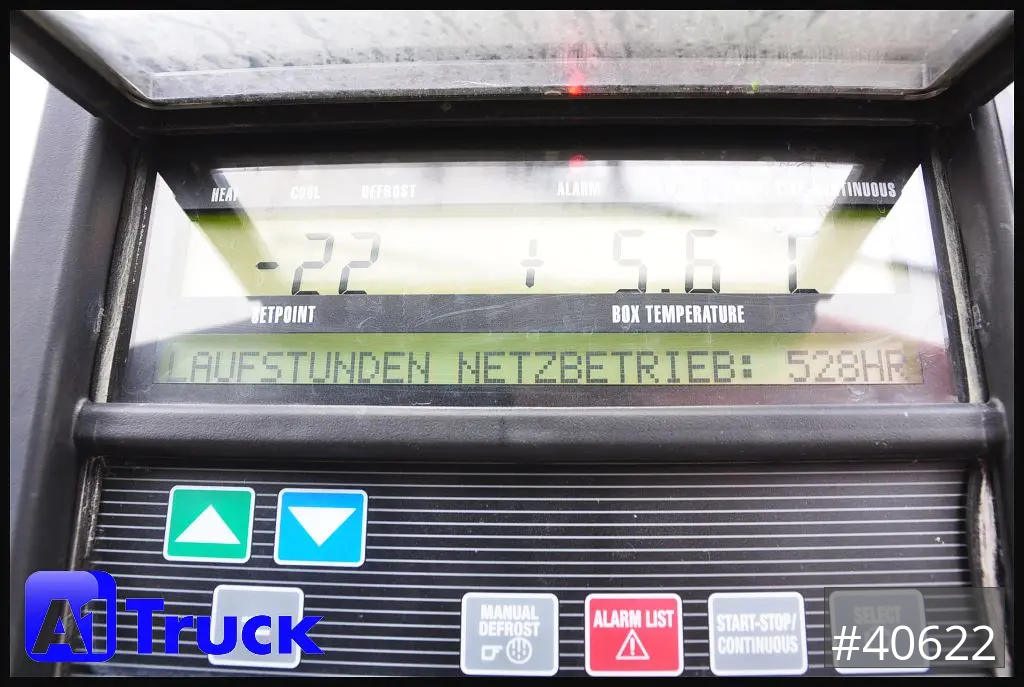 HEAT COOL DEFROST ALARM
-22 + 5.6 C
SETPOINT BOX TEMPERATURE
LAUFSTUNDEN NETZBETRIEB: 528HR
MANUAL DEFROST
ALARM LIST
START-STOP/
CONTINUOUS
SELECT
A1 Truck
#40622